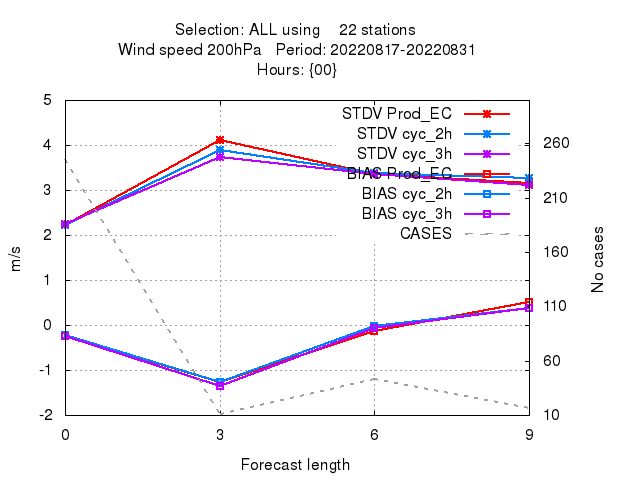 Selection: ALL using    22 stations
Wind speed 200hPa   Period: 20220817-20220831
Hours: {00}
5
4
3
2
1
0
-1
-2
m/s
STDV Prod_EC
STDV cyc_2h
STDV cyc_3h
BIAS Prod_EC
BIAS cyc_2h
BIAS cyc_3h
CASES
260
210
160
110
60
10
No cases
0 3 6 9
Forecast length